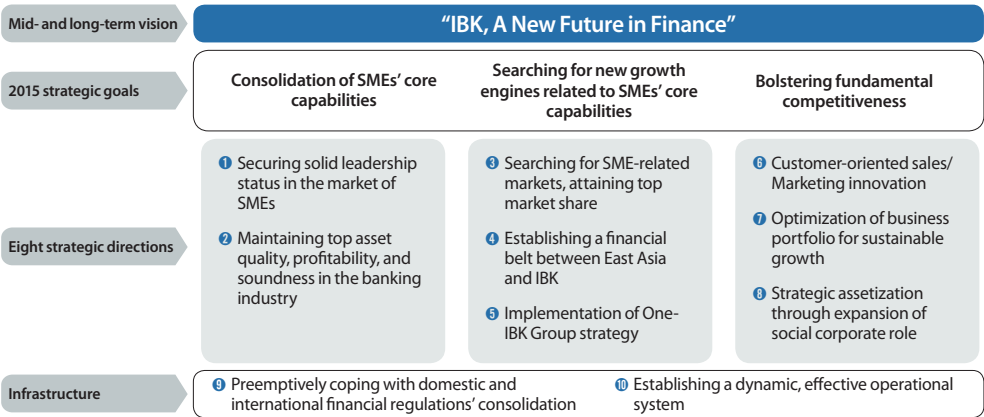 Mid- and long-term vision
“IBK, A New Future in Finance”
2015 strategic goals
Consolidation of SMEs’ core
capabilities
Searching for new growth
engines related to SMEs’ core
capabilities
Bolstering fundamental
competitiveness
Eight strategic directions
❶ Securing solid leadership
status in the market of
SMEs
❷ Maintaining top asset
quality, profitability, and
soundness in the banking
industry
❸ Searching for SME-related
markets, attaining top
market share
❹ Establishing a financial
belt between East Asia
and IBK
❺ Implementation of One-
IBK Group strategy
❻ Customer-oriented sales/
Marketing innovation
❼ Optimization of business
portfolio for sustainable
growth
❽ Strategic assetization
through expansion of
social corporate role
Infrastructure
❾ Preemptively coping with domestic and
international financial regulations’ consolidation
❿ Establishing a dynamic, effective operational
system